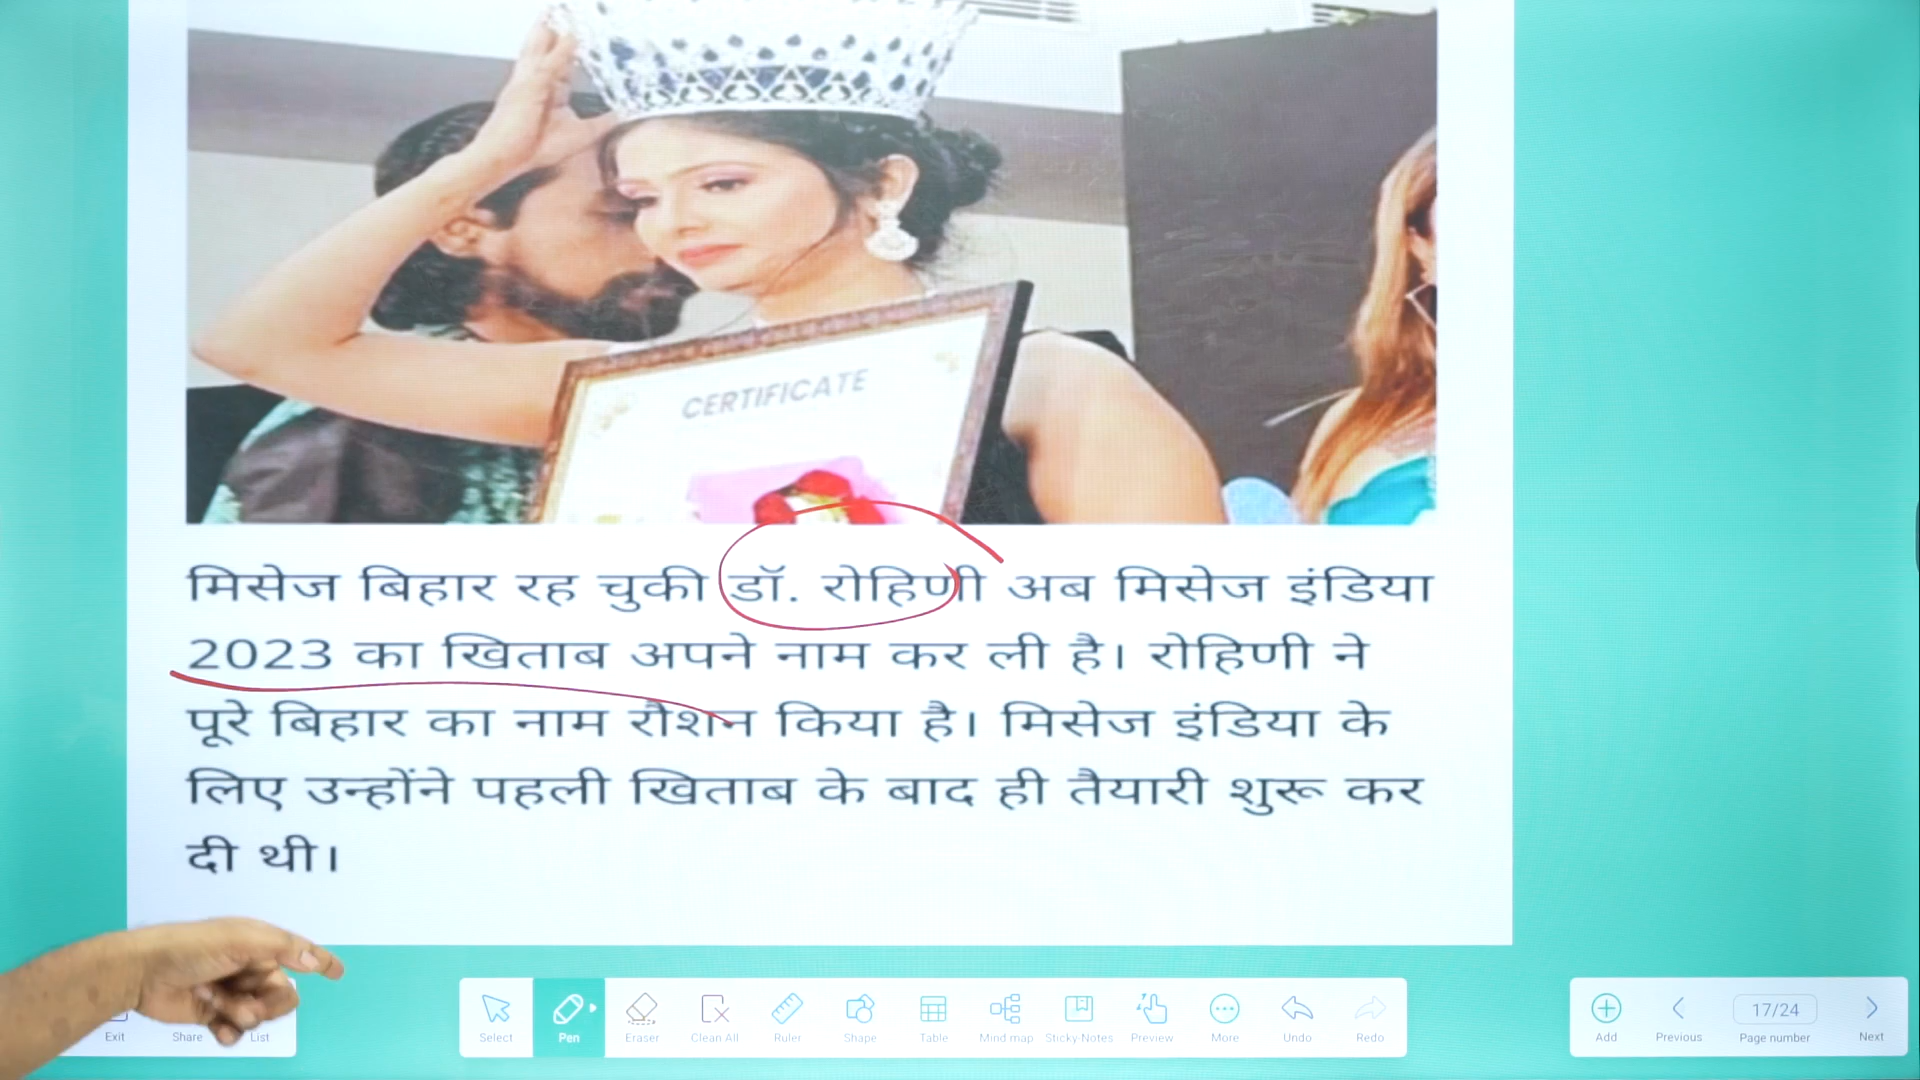 CERTIFICATE
मिसेज बिहार रह चुकी डॉ. रोहिणी अब मिसेज इंडिया
2023 का खिताब अपने नाम कर ली है। रोहिणी ने
पूरे बिहार का नाम रौशन किया है। मिसेज इंडिया के
लिए उन्होंने पहली खिताब के बाद ही तैयारी शुरू कर
दी थी।
Exit Share List Select Pen Eraser Clean All Ruler Shape Table Mind map Sticky Notes Preview More Undo Redo Add Previous 17/24 Page number Next